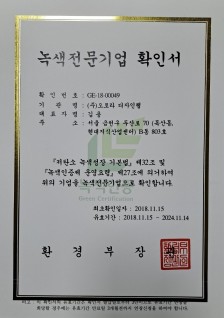 녹색전문기업 확인서
확 인 번 호 : GE-18-00049
기 관 명 : (주)오로라 디자인랩
대 표 자 명 : 김 용
주 소 : 서울 금천구 두산로 70 (독산동,
현대지식산업센터) B동 803호
『저탄소 녹색성장 기본법』 제32조 및
『녹색인증제 운영요령』 제27조에 의거하여
위의 기업을 녹색전문기업으로 확인합니다.
최초확인일자 : 2018.11.15
유효기간 : 2018.11.15 ~ 2024.11.14
환 경 부 장 관